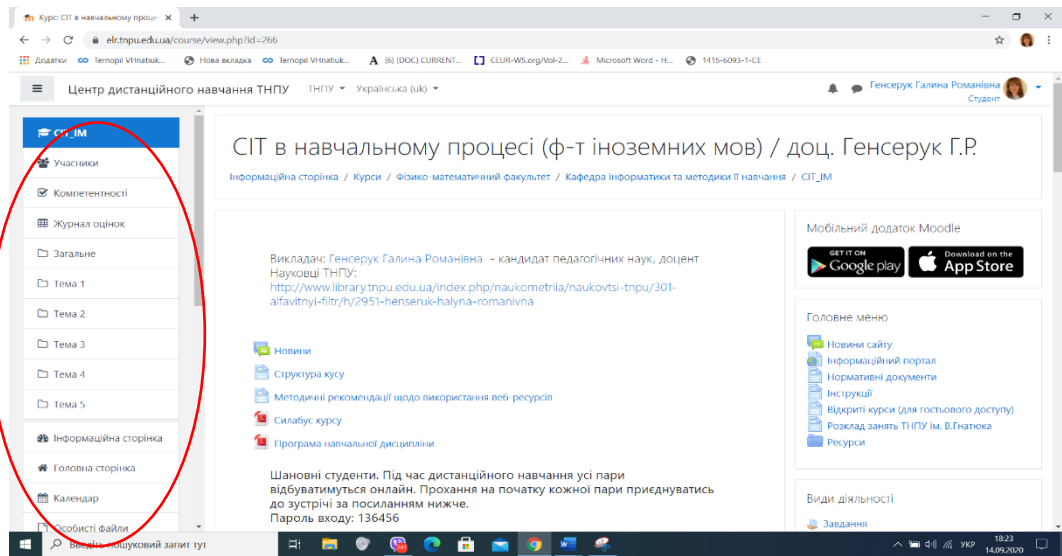 Курс: СІТ в навчальному проце
elr.tnpu.edu.ua/course/view.php?id=266
Додатки
Ternopil VHnatiuk...
Нова вкладка
Ternopil VHnatiuk...
(6) (DOC) CURRENT...
CEUR-WS.org/Vol-2...
Microsoft Word - H...
1415-6093-1-CE
Центр дистанційного навчання ТНПУ
ТНПУ
Українська (uk)
Генсерук Галина Романівна
Студент
СІТ_ІМ
Учасники
Компетентності
Журнал оцінок
Загальне
Тема 1
Тема 2
Тема 3
Тема 4
Тема 5
Інформаційна сторінка
Головна сторінка
Календар
Особисті файли
СІТ в навчальному процесі (ф-т іноземних мов) / доц. Генсерук Г.Р.
Інформаційна сторінка / Курси / Фізико-математичний факультет / Кафедра інформатики та методики її навчання / СІТ_ІМ
Викладач: Генсерук Галина Романівна - кандидат педагогічних наук, доцент
Науковці ТНПУ:
http://www.library.tnpu.edu.ua/index.php/naukometriia/naukovtsi-tnpu/301-
alfavitnyi-filtr/h/2951-henseruk-halyna-romanivna
Новини
Структура кусу
Методичні рекомендації щодо використання веб-ресурсів
Силабус курсу
Програма навчальної дисципліни
Шановні студенти. Під час дистанційного навчання усі пари
відбуватимуться онлайн. Прохання на початку кожної пари приєднуватись
до зустрічі за посиланням нижче.
Пароль входу: 136456
Мобільний додаток Moodle
GET IT ON
Google play
Download on the
App Store
Головне меню
Новини сайту
Інформаційний портал
Нормативні документи
Інструкції
Відкриті курси (для гостьового доступу)
Розклад занять ТНПУ ім. В.Гнатюка
Ресурси
Види діяльності
Завдання
Введіть пошуковий запит тут
УКР
18:23
14.09.2020